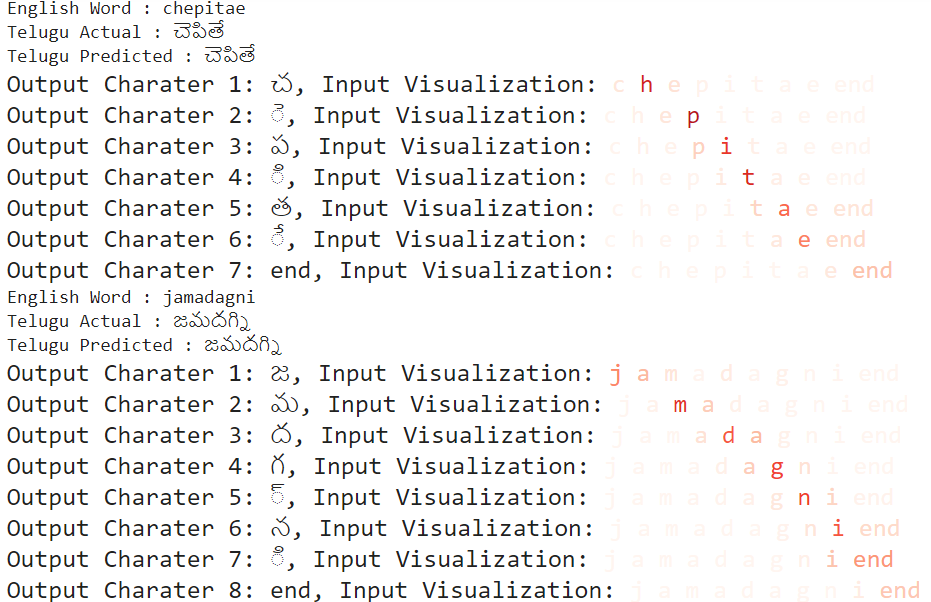 English Word : chepitae
Telugu Actual : చెపితే
Telugu Predicted : చెపితే
Output Charater 1: చ, Input Visualization: c h e p i t a e end
Output Charater 2: ె, Input Visualization: c h e p i t a e end
Output Charater 3: ప, Input Visualization: c h e p i t a e end
Output Charater 4: ి, Input Visualization: c h e p i t a e end
Output Charater 5: త, Input Visualization: c h e p i t a e end
Output Charater 6: ే, Input Visualization: c h e p i t a e end
Output Charater 7: end, Input Visualization: c h e p i t a e end
English Word : jamadagni
Telugu Actual : జమదగ్ని
Telugu Predicted : జమదగ్ని
Output Charater 1: జ, Input Visualization: j a m a d a g n i end
Output Charater 2: మ, Input Visualization: j a m a d a g n i end
Output Charater 3: ద, Input Visualization: j a m a d a g n i end
Output Charater 4: గ, Input Visualization: j a m a d a g n i end
Output Charater 5: ్, Input Visualization: j a m a d a g n i end
Output Charater 6: న, Input Visualization: j a m a d a g n i end
Output Charater 7: ి, Input Visualization: j a m a d a g n i end
Output Charater 8: end, Input Visualization: j a m a d a g n i end